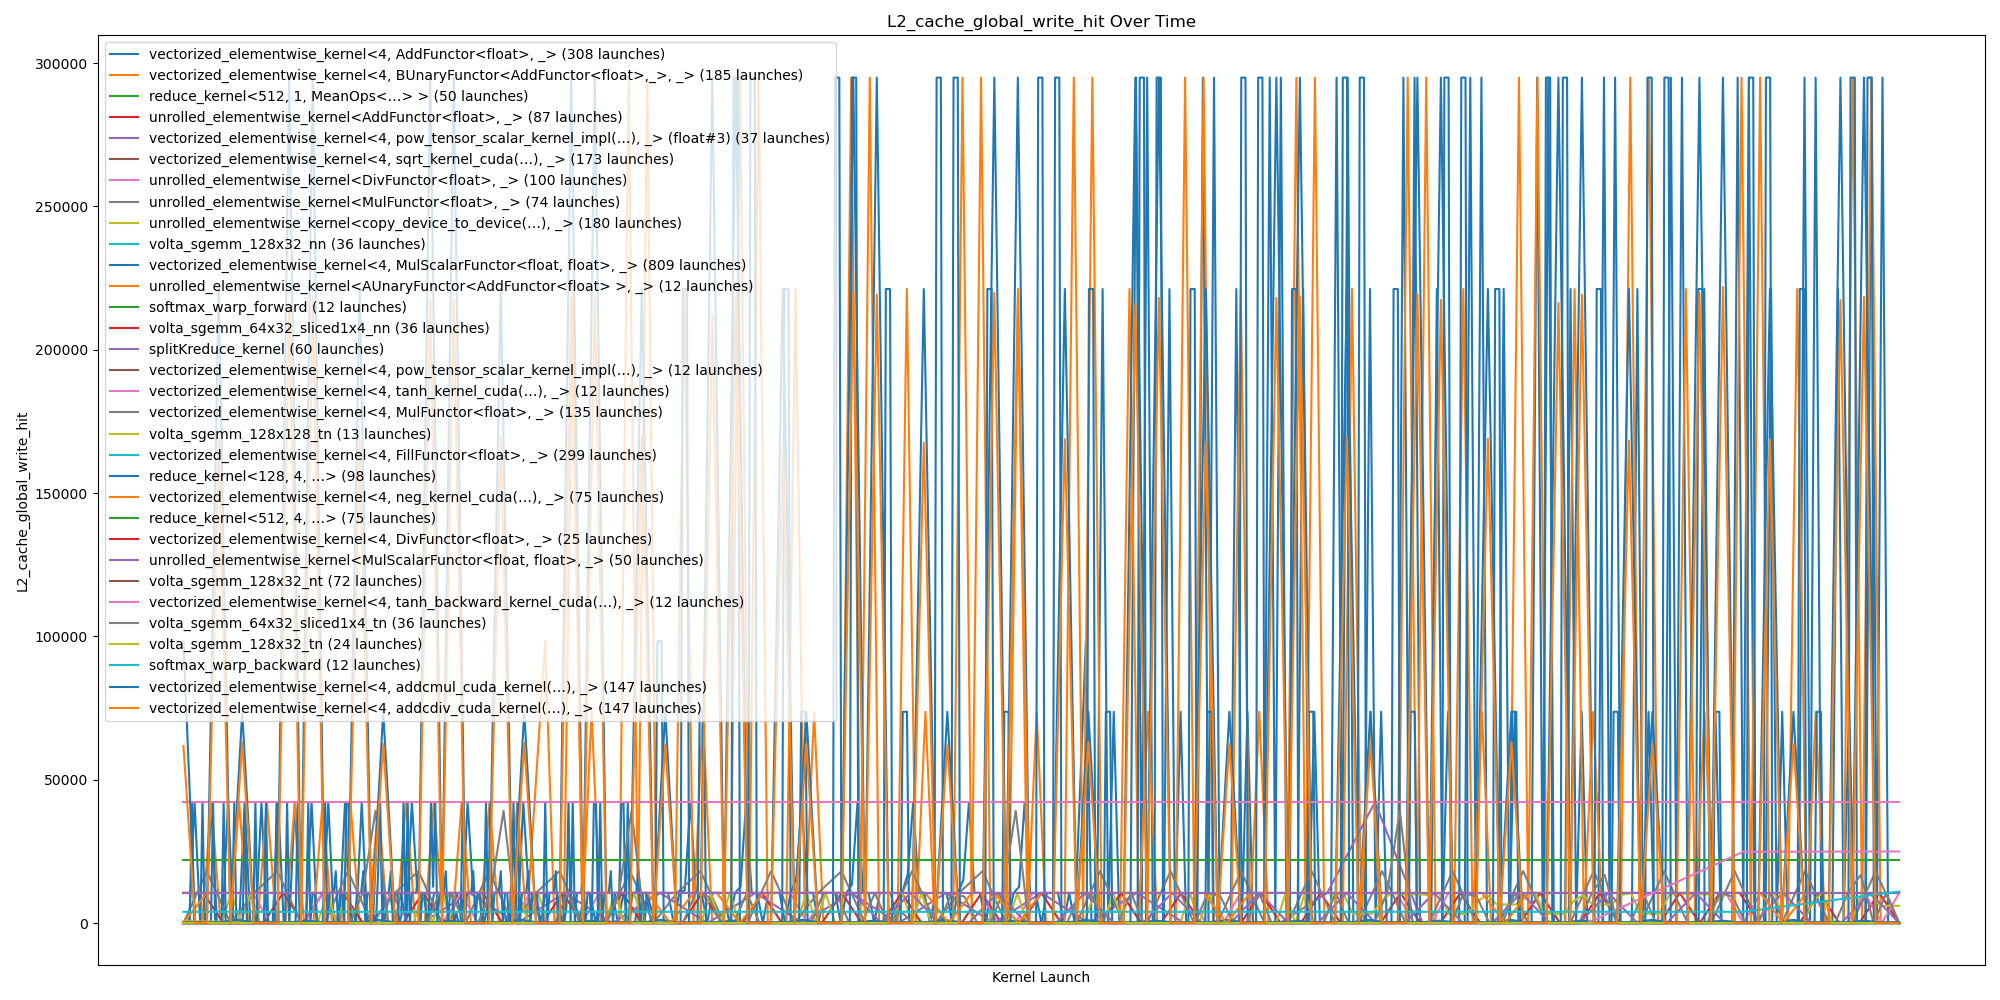 L2_cache_global_write_hit Over Time
vectorized_elementwise_kernel<4, AddFunctor<float>, _> (308 launches)
vectorized_elementwise_kernel<4, BUnaryFunctor<AddFunctor<float>,_>, _> (185 launches)
reduce_kernel<512, 1, MeanOps<...> > (50 launches)
unrolled_elementwise_kernel<AddFunctor<float>, _> (87 launches)
vectorized_elementwise_kernel<4, pow_tensor_scalar_kernel_impl(...), _> (float#3) (37 launches)
vectorized_elementwise_kernel<4, sqrt_kernel_cuda(...), _> (173 launches)
unrolled_elementwise_kernel<DivFunctor<float>, _> (100 launches)
unrolled_elementwise_kernel<MulFunctor<float>, _> (74 launches)
unrolled_elementwise_kernel<copy_device_to_device(...), _> (180 launches)
volta_sgemm_128x32_nn (36 launches)
vectorized_elementwise_kernel<4, MulScalarFunctor<float, float>, _> (809 launches)
unrolled_elementwise_kernel<AUnaryFunctor<AddFunctor<float> >, _> (12 launches)
softmax_warp_forward (12 launches)
volta_sgemm_64x32_sliced1x4_nn (36 launches)
splitKreduce_kernel (60 launches)
vectorized_elementwise_kernel<4, pow_tensor_scalar_kernel_impl(...), _> (12 launches)
vectorized_elementwise_kernel<4, tanh_kernel_cuda(...), _> (12 launches)
vectorized_elementwise_kernel<4, MulFunctor<float>, _> (135 launches)
volta_sgemm_128x128_tn (13 launches)
vectorized_elementwise_kernel<4, FillFunctor<float>, _> (299 launches)
reduce_kernel<128, 4, ...> (98 launches)
vectorized_elementwise_kernel<4, neg_kernel_cuda(...), _> (75 launches)
reduce_kernel<512, 4, ...> (75 launches)
vectorized_elementwise_kernel<4, DivFunctor<float>, _> (25 launches)
unrolled_elementwise_kernel<MulScalarFunctor<float, float>, _> (50 launches)
volta_sgemm_128x32_nt (72 launches)
vectorized_elementwise_kernel<4, tanh_backward_kernel_cuda(...), _> (12 launches)
volta_sgemm_64x32_sliced1x4_tn (36 launches)
volta_sgemm_128x32_tn (24 launches)
softmax_warp_backward (12 launches)
vectorized_elementwise_kernel<4, addcmul_cuda_kernel(...), _> (147 launches)
vectorized_elementwise_kernel<4, addcdiv_cuda_kernel(...), _> (147 launches)
L2_cache_global_write_hit
300000
250000
200000
150000
100000
50000
0
Kernel Launch